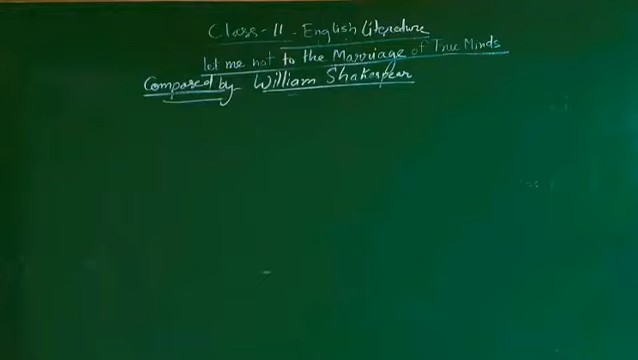 Class-11 - English Literature
let me not to the Marriage of True Minds
Composed by William Shakespear